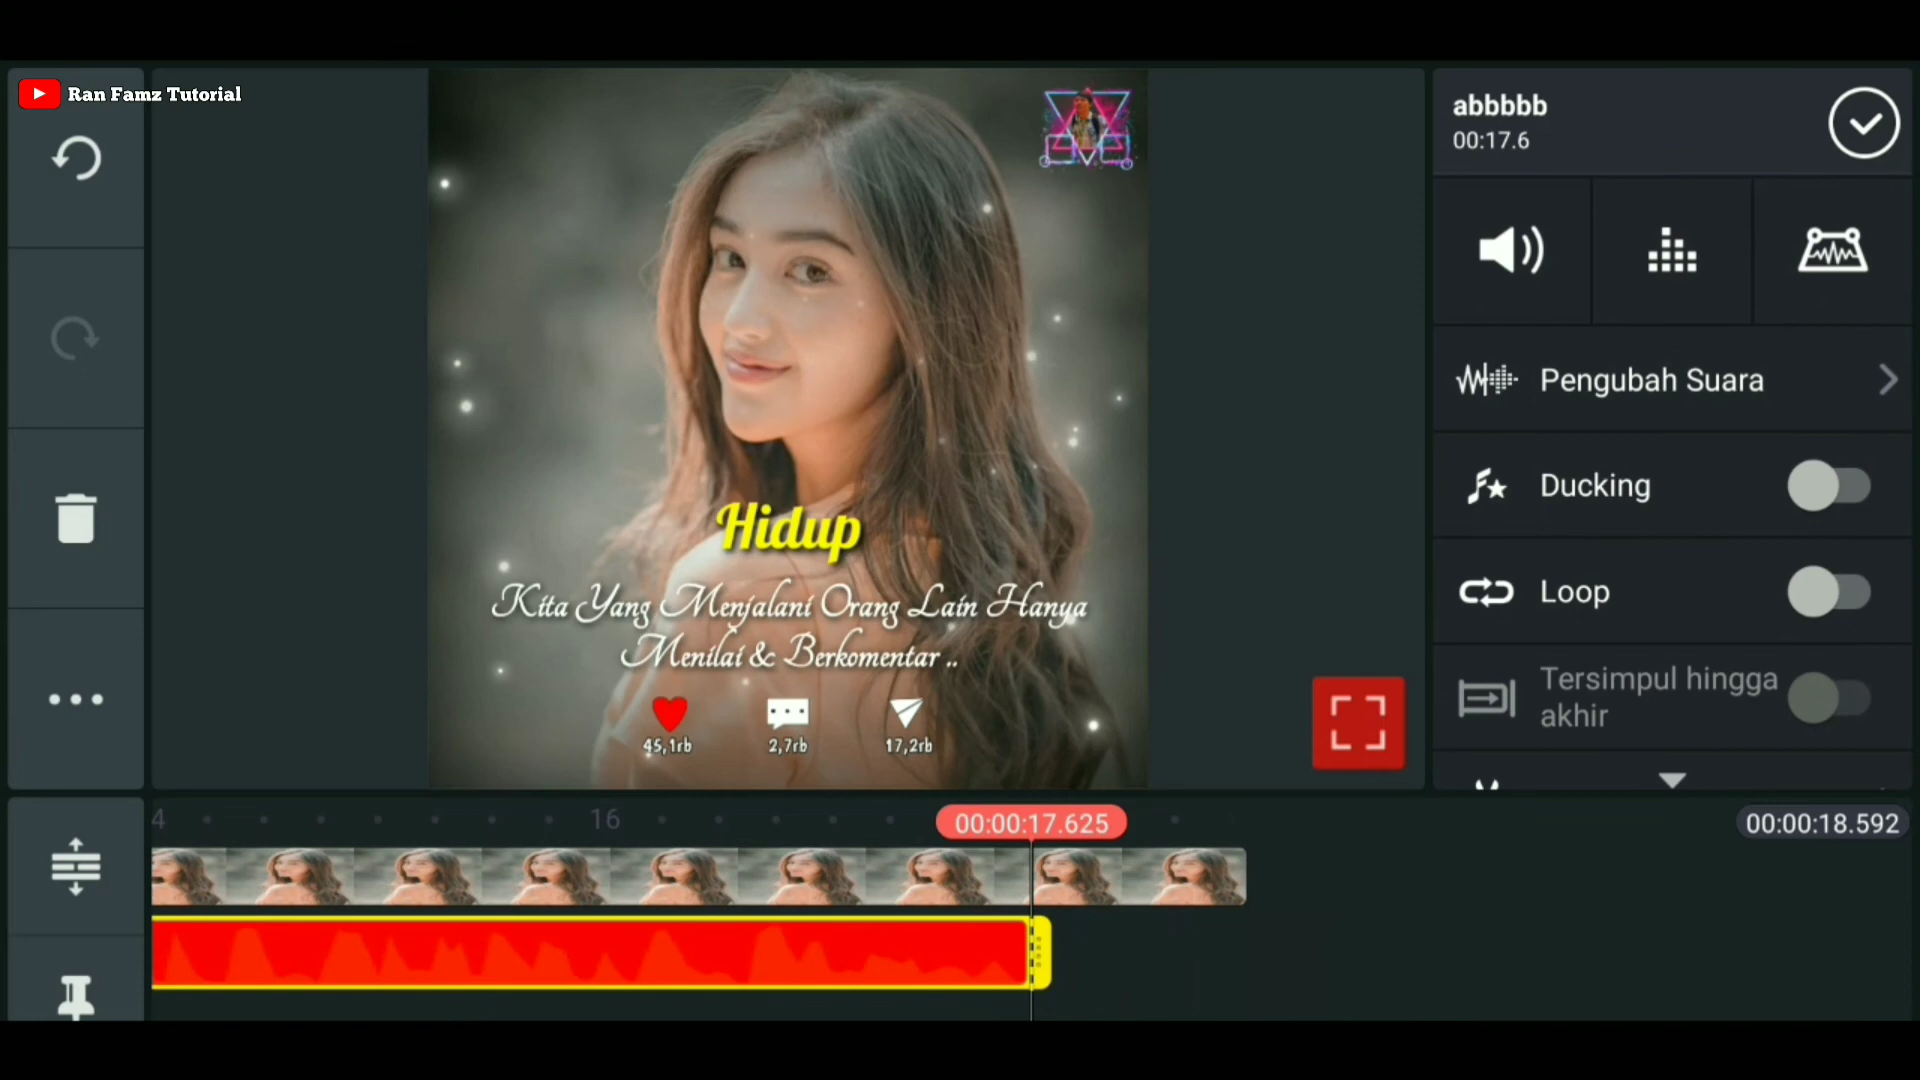 Ran Famz Tutorial
abbbbb
00:17.6
Pengubah Suara
Ducking
Loop
Tersimpul hingga
akhir
Hidup
Kita Yang Menjalani Orang Lain Hanya
Menilai & Berkomentar ..
45,1rb
2,7rb
17,2rb
4
16
00:00:17.625
00:00:18.592